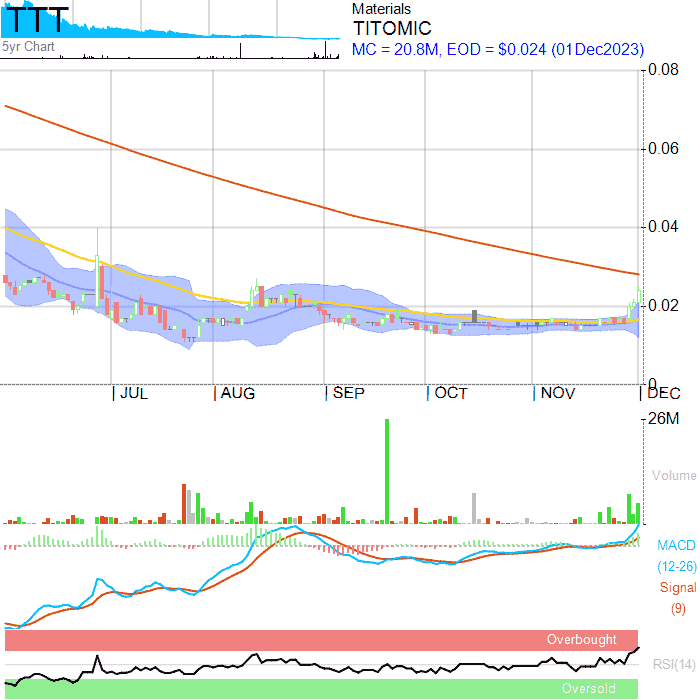 TTT
5yr Chart
Materials
TITOMIC
MC = 20.8M, EOD = $0.024 (01Dec2023)
0.08
0.06
0.04
0.02
0
JUL AUG SEP OCT NOV DEC
26M
Volume
MACD
(12-26)
Signal
(9)
Overbought
RSI(14)
Oversold